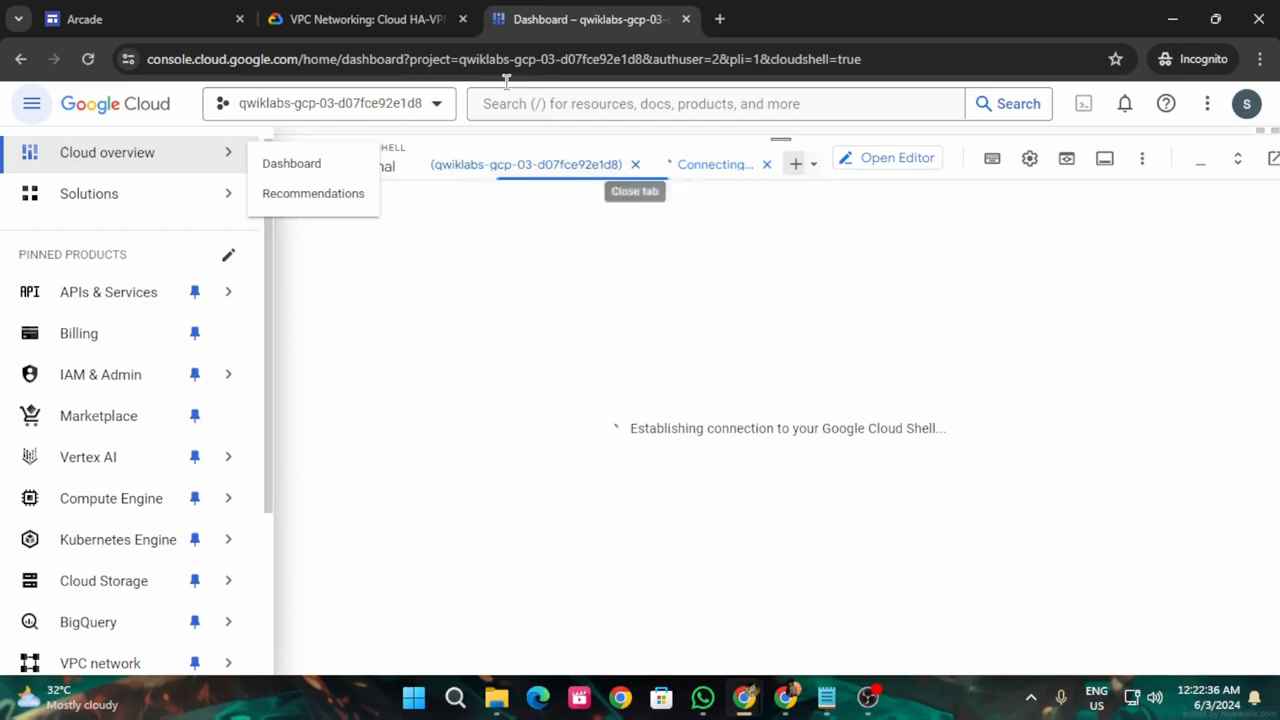 Arcade
VPC Networking: Cloud HA-VPN
Dashboard – qwiklabs-gcp-03-
console.cloud.google.com/home/dashboard?project=qwiklabs-gcp-03-d07fce92e1d8&authuser=2&pli=1&cloudshell=true
Incognito
Google Cloud
qwiklabs-gcp-03-d07fce92e1d8
Search (/) for resources, docs, products, and more
Search
S
Cloud overview
Dashboard
Recommendations
Solutions
SHELL
nal
(qwiklabs-gcp-03-d07fce92e1d8)
Connecting...
Open Editor
Close tab
PINNED PRODUCTS
API APIs & Services
Billing
IAM & Admin
Marketplace
Vertex AI
Compute Engine
Kubernetes Engine
Cloud Storage
BigQuery
VPC network
Establishing connection to your Google Cloud Shell...
32°C
Mostly cloudy
ENG
US
12:22:36 AM
6/3/2024